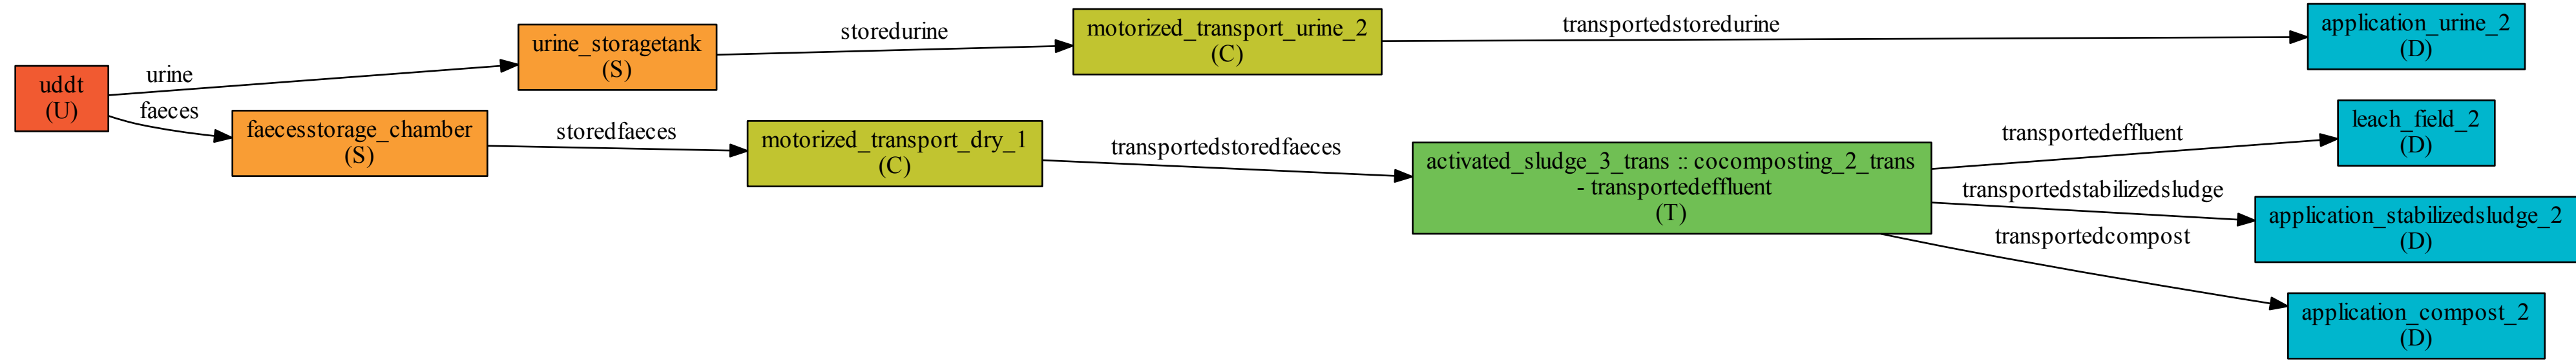 uddt
(U)
urine
faeces
urine_storagetank
(S)
faecesstorage_chamber
(S)
storedurine
storedfaeces
motorized_transport_urine_2
(C)
motorized_transport_dry_1
(C)
transportedstoredurine
transportedstoredfaeces
activated_sludge_3_trans :: cocomposting_2_trans
- transportedeffluent
(T)
transportedeffluent
transportedstabilizedsludge
transportedcompost
application_urine_2
(D)
leach_field_2
(D)
application_stabilizedsludge_2
(D)
application_compost_2
(D)